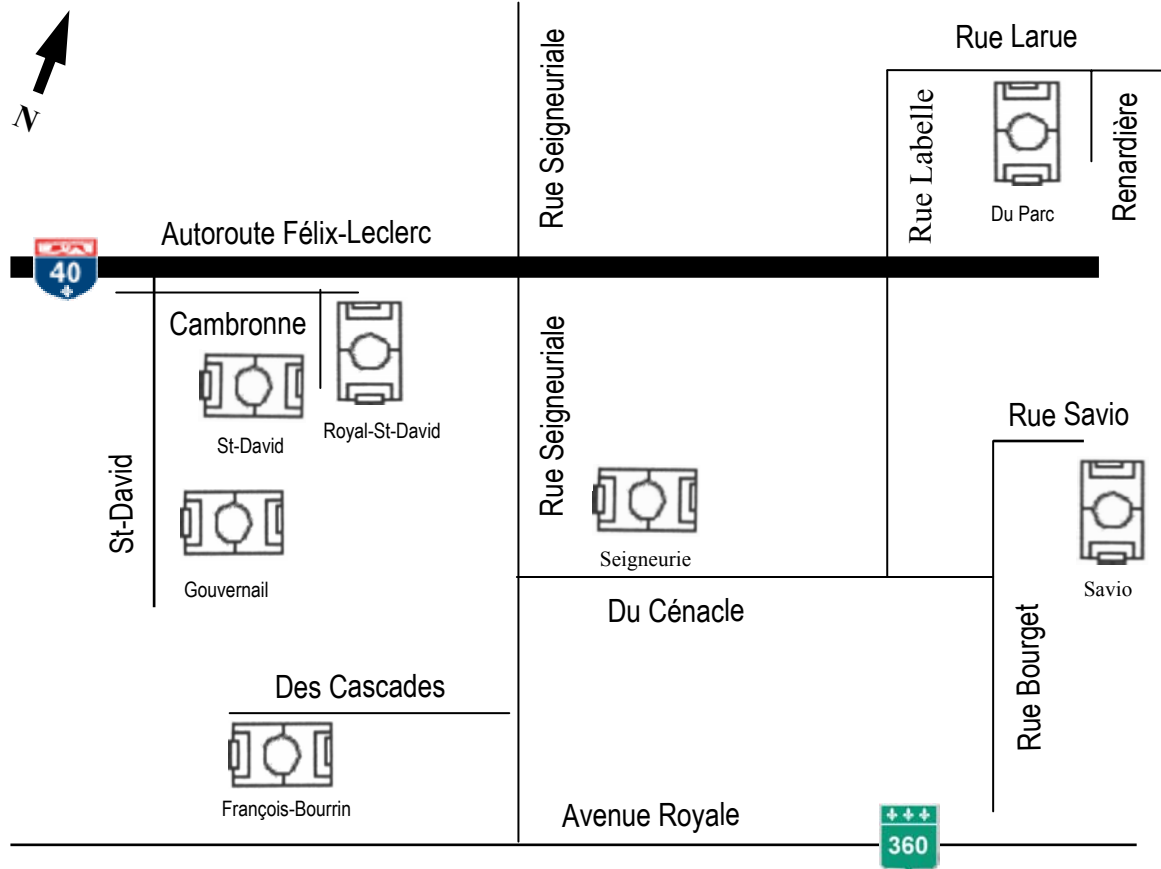 N
Rue Seigneuriale
Rue Larue
Rue Labelle
Renardière
Du Parc
Autoroute Félix-Leclerc
40
Cambronne
St-David
Royal-St-David
St-David
Gouvernail
Rue Seigneuriale
Seigneurie
Rue Savio
Savio
Du Cénacle
Rue Bourget
Des Cascades
François-Bourrin
Avenue Royale
360